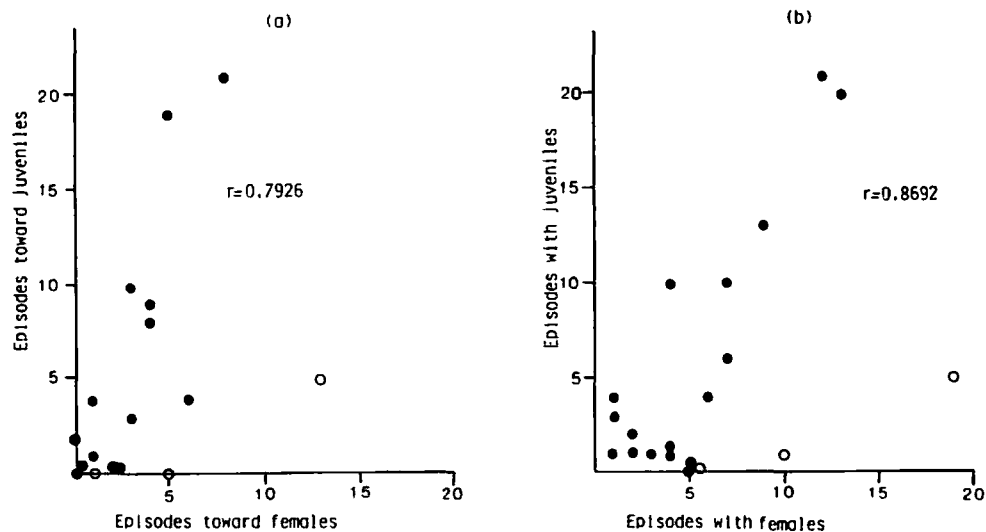 (a)
20
15
10
5
Episodes toward juveniles
r=0.7926
5
10
15
20
Episodes toward females
(b)
20
15
10
5
Episodes with juveniles
r=0.8692
5
10
15
20
Episodes with females